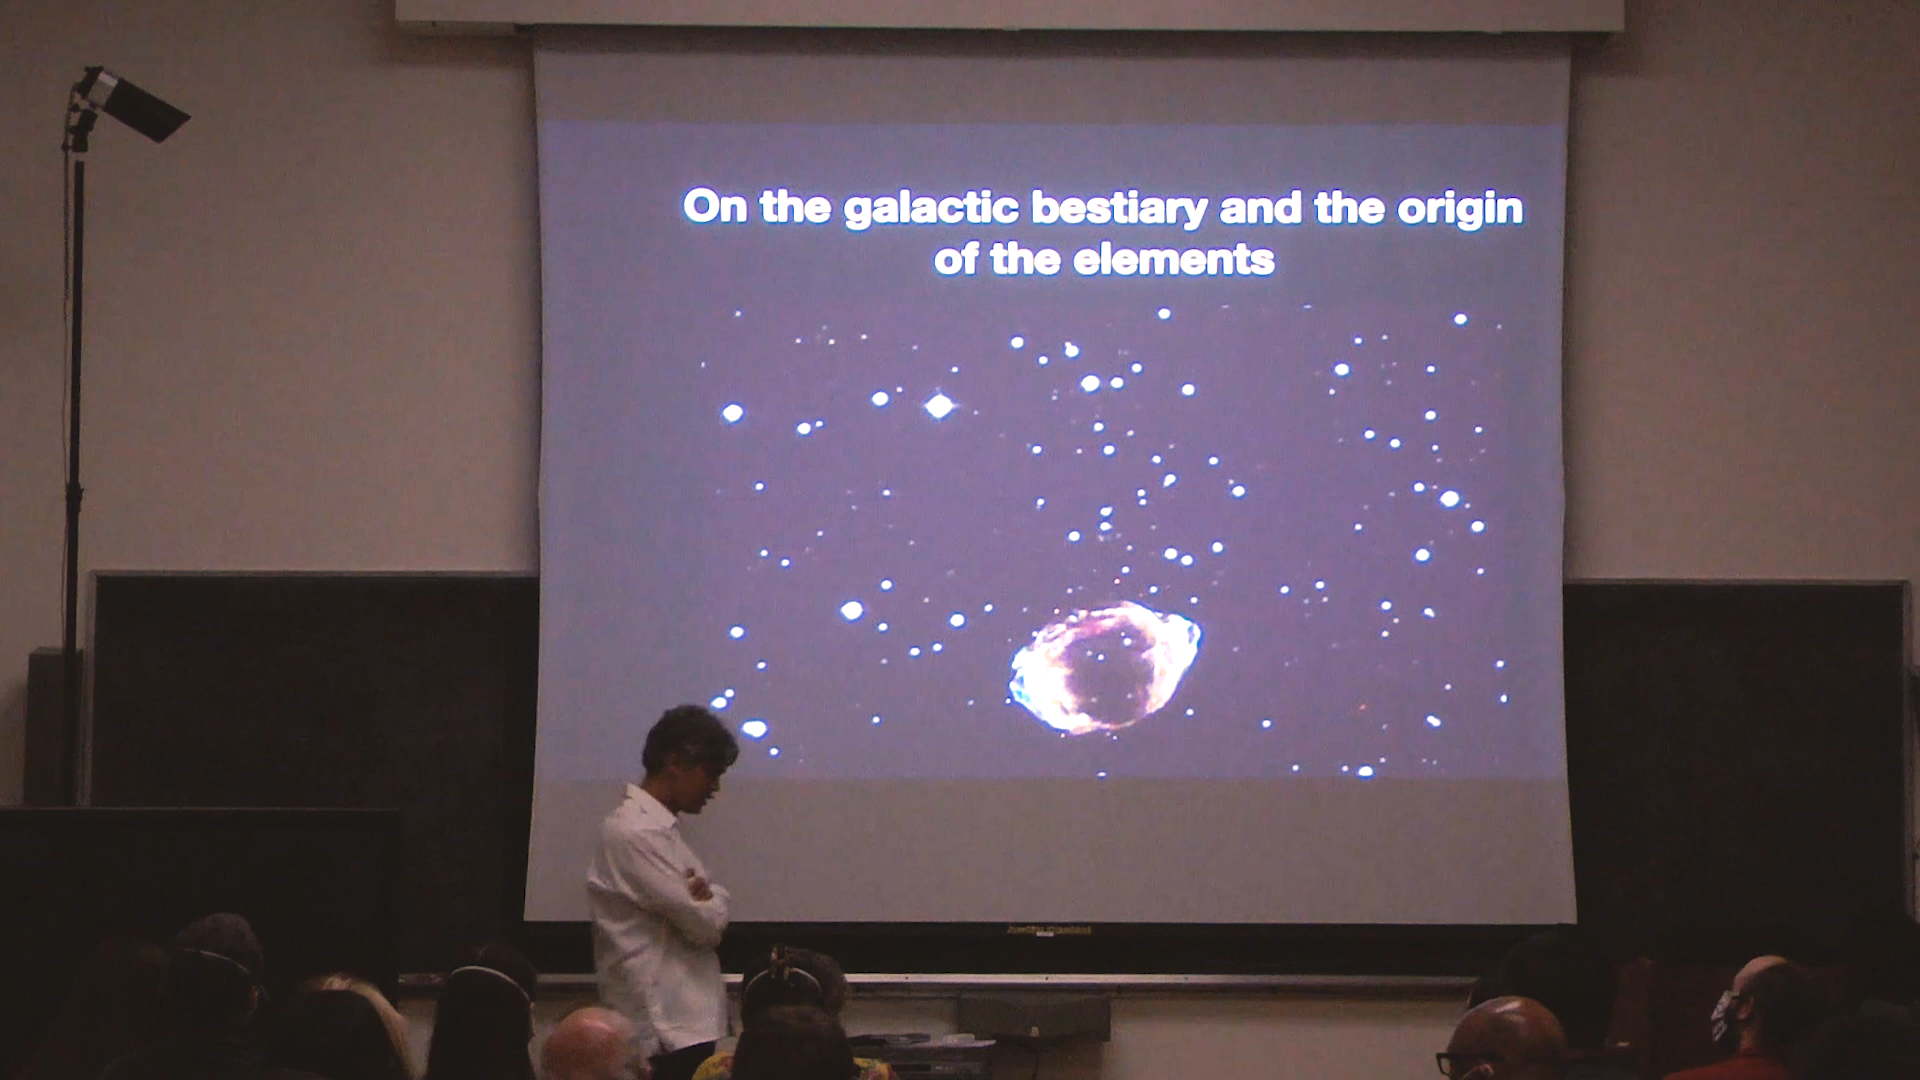 On the galactic bestiary and the origin
of the elements